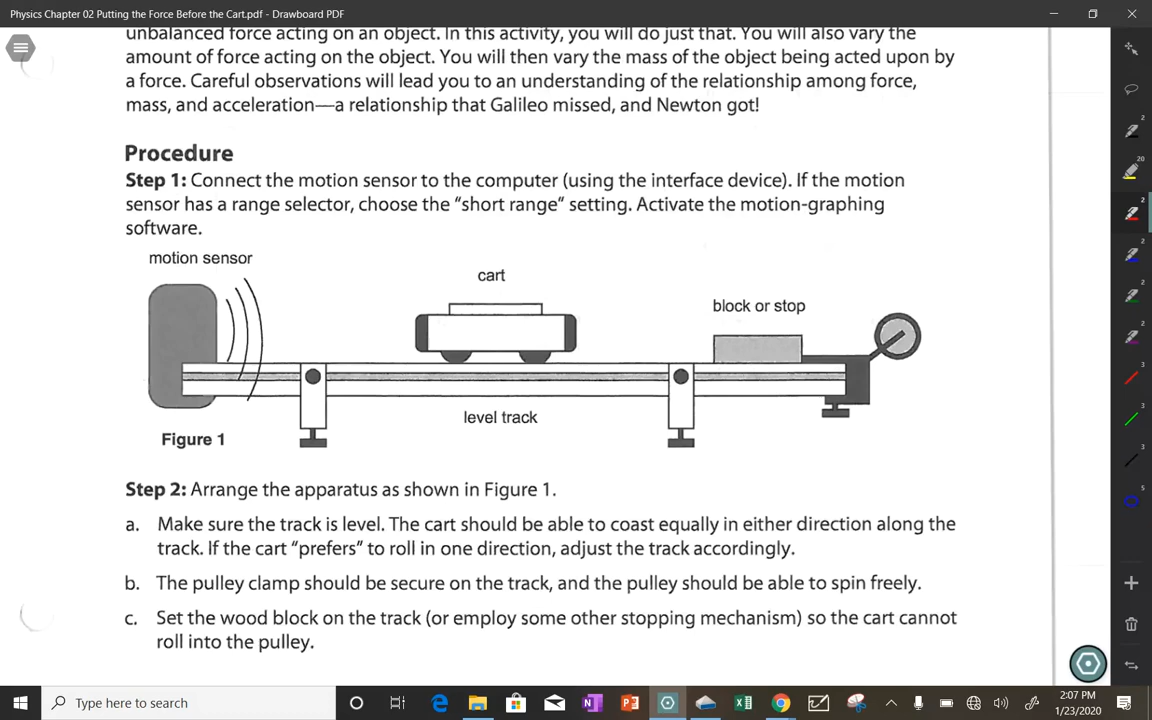 Physics Chapter 02 Putting the Force Before the Cart.pdf - Drawboard PDF
unbalanced force acting on an object. In this activity, you will do just that. You will also vary the
amount of force acting on the object. You will then vary the mass of the object being acted upon by
a force. Careful observations will lead you to an understanding of the relationship among force,
mass, and acceleration—a relationship that Galileo missed, and Newton got!
Procedure
Step 1: Connect the motion sensor to the computer (using the interface device). If the motion
sensor has a range selector, choose the "short range" setting. Activate the motion-graphing
software.
motion sensor
cart
block or stop
level track
Figure 1
Step 2: Arrange the apparatus as shown in Figure 1.
a. Make sure the track is level. The cart should be able to coast equally in either direction along the
track. If the cart "prefers" to roll in one direction, adjust the track accordingly.
b. The pulley clamp should be secure on the track, and the pulley should be able to spin freely.
c. Set the wood block on the track (or employ some other stopping mechanism) so the cart cannot
roll into the pulley.
2
20
2
2
2
2
3
3
3
5
Type here to search
2:07 PM
1/23/2020